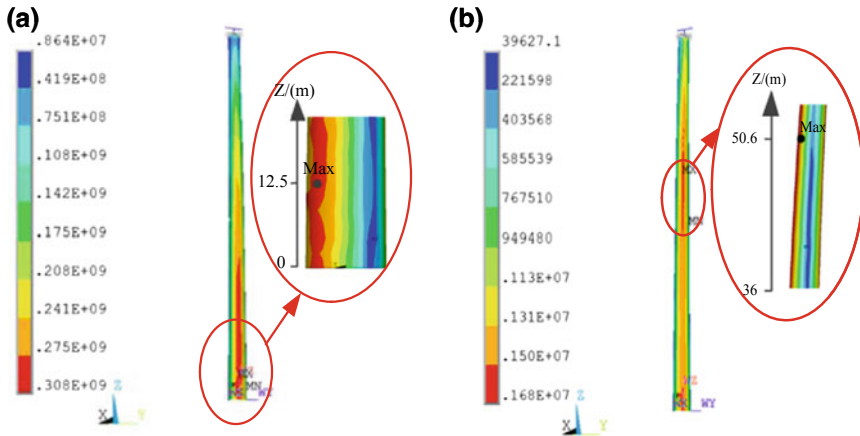 (a)
.864E+07
.419E+08
.751E+08
.108E+09
.142E+09
.175E+09
.208E+09
.241E+09
.275E+09
.308E+09
Z/(m)
Max
12.5
0
MN
WY
Z
X
Y
(b)
39627.1
221598
403568
585539
767510
949480
.113E+07
.131E+07
.150E+07
.168E+07
MX
MN
Z/(m)
Max
50.6
36
WY
Z
X
Y